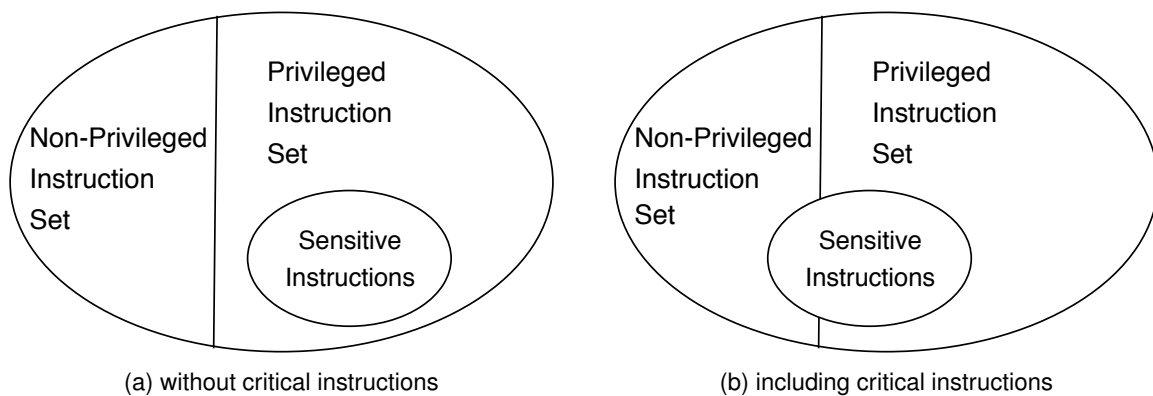 Non-Privileged
Instruction
Set
Privileged
Instruction
Set
Sensitive
Instructions
(a) without critical instructions
Non-Privileged
Instruction
Set
Privileged
Instruction
Set
Sensitive
Instructions
(b) including critical instructions